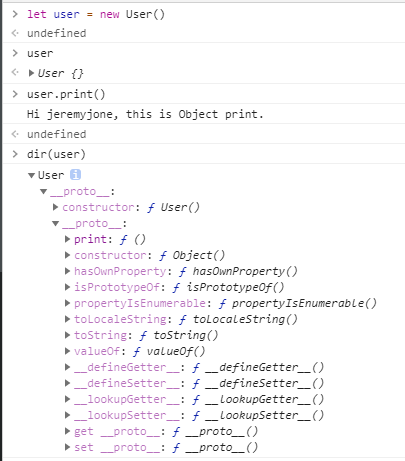 > let user = new User()
<· undefined
> user
<· ▶ User {}
> user.print()
Hi jeremyjone, this is Object print.
<· undefined
> dir(user)
▼ User i
▼ __proto__:
▶ constructor: ƒ User()
▼ __proto__:
▶ print: ƒ ()
▶ constructor: ƒ Object()
▶ hasOwnProperty: ƒ hasOwnProperty()
▶ isPrototypeOf: ƒ isPrototypeOf()
▶ propertyIsEnumerable: ƒ propertyIsEnumerable()
▶ toLocaleString: ƒ toLocaleString()
▶ toString: ƒ toString()
▶ valueOf: ƒ valueOf()
▶ __defineGetter__: ƒ __defineGetter__()
▶ __defineSetter__: ƒ __defineSetter__()
▶ __lookupGetter__: ƒ __lookupGetter__()
▶ __lookupSetter__: ƒ __lookupSetter__()
▶ get __proto__: ƒ __proto__()
▶ set __proto__: ƒ __proto__()